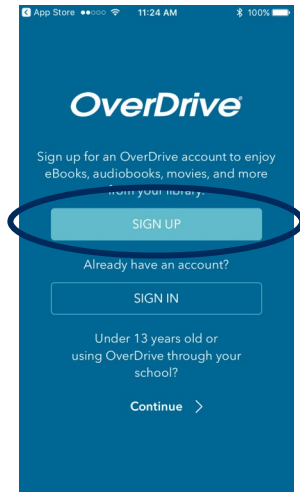 App Store 11:24 AM 100%
OverDrive
Sign up for an OverDrive account to enjoy
eBooks, audiobooks, movies, and more
from your library.
SIGN UP
Already have an account?
SIGN IN
Under 13 years old or
using OverDrive through your
school?
Continue >